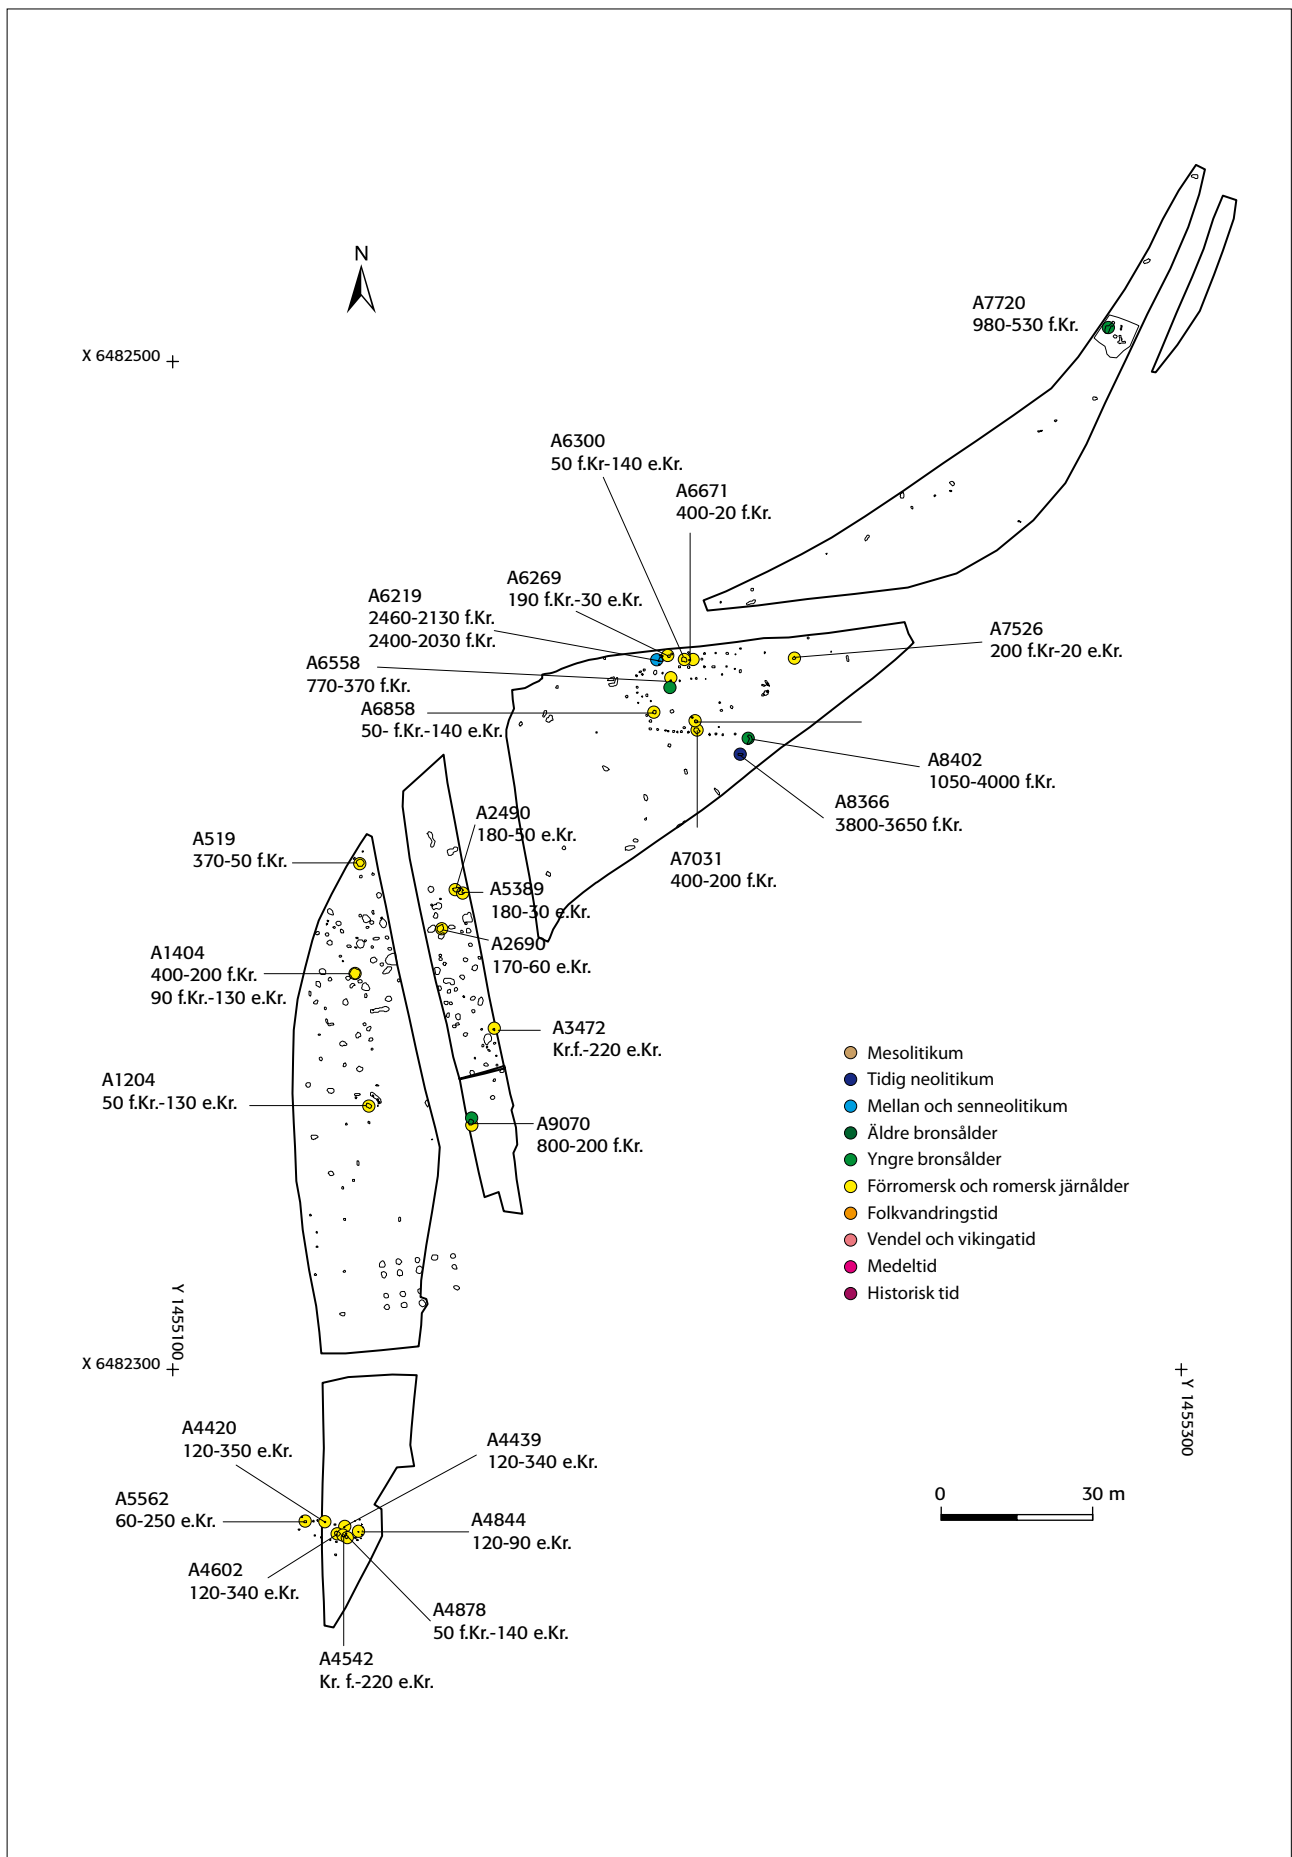 N
A7720
980-530 f.Kr.
X 6482500
A6300
50 f.Kr-140 e.Kr.
A6671
400-20 f.Kr.
A6269
190 f.Kr.-30 e.Kr.
A6219
2460-2130 f.Kr.
2400-2030 f.Kr.
A7526
200 f.Kr-20 e.Kr.
A6558
770-370 f.Kr.
A6858
50- f.Kr.-140 e.Kr.
A8402
1050-4000 f.Kr.
A8366
3800-3650 f.Kr.
A2490
180-50 e.Kr.
A519
370-50 f.Kr.
A7031
400-200 f.Kr.
A5389
180-30 e.Kr.
A2690
170-60 e.Kr.
A1404
400-200 f.Kr.
90 f.Kr.-130 e.Kr.
A3472
Kr.f.-220 e.Kr.
A1204
50 f.Kr.-130 e.Kr.
A9070
800-200 f.Kr.
Mesolitikum
Tidig neolitikum
Mellan och senneolitikum
Äldre bronsålder
Yngre bronsålder
Förromersk och romersk järnålder
Folkvandringstid
Vendel och vikingatid
Medeltid
Historisk tid
Y 1455100
X 6482300
Y 1455300
A4420
120-350 e.Kr.
A4439
120-340 e.Kr.
A5562
60-250 e.Kr.
A4844
120-90 e.Kr.
A4602
120-340 e.Kr.
A4878
50 f.Kr.-140 e.Kr.
A4542
Kr. f.-220 e.Kr.
0 30 m